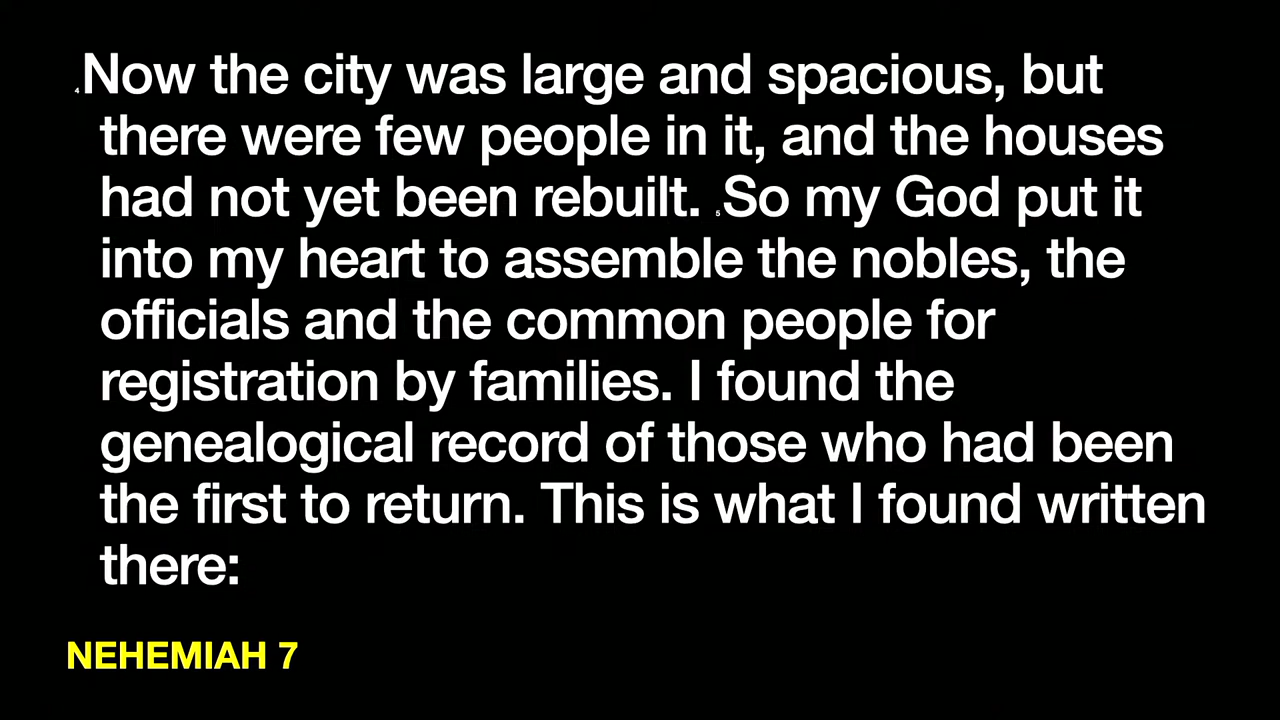 4 Now the city was large and spacious, but
there were few people in it, and the houses
had not yet been rebuilt. 5 So my God put it
into my heart to assemble the nobles, the
officials and the common people for
registration by families. I found the
genealogical record of those who had been
the first to return. This is what I found written
there:
NEHEMIAH 7